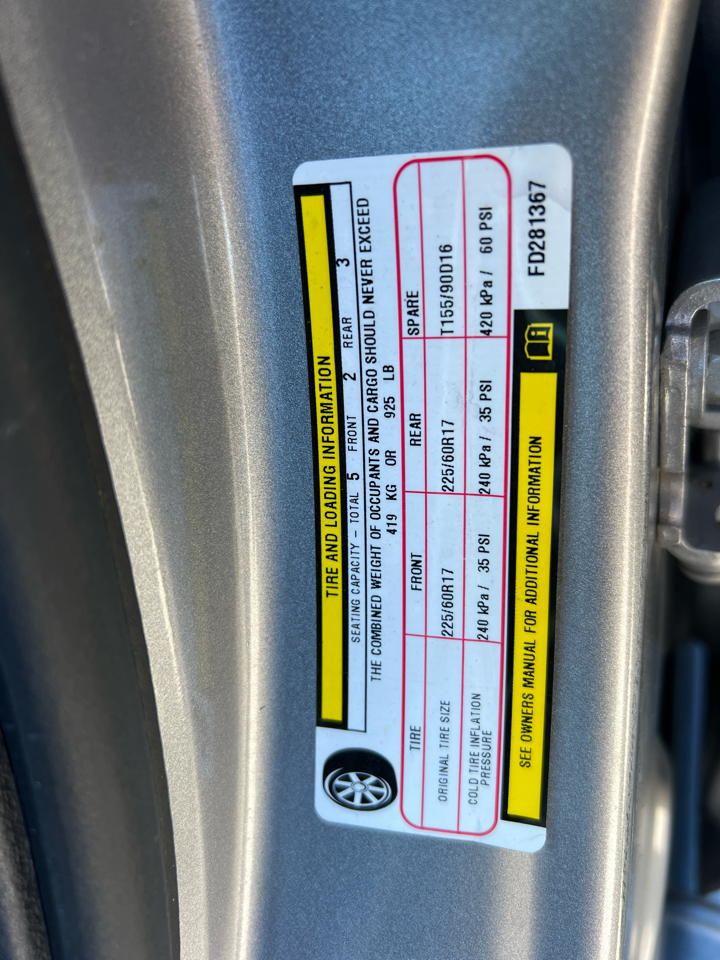 TIRE AND LOADING INFORMATION
SEATING CAPACITY – TOTAL 5 FRONT 2 REAR 3
THE COMBINED WEIGHT OF OCCUPANTS AND CARGO SHOULD NEVER EXCEED
419 KG OR 925 LB
TIRE FRONT REAR SPARE
ORIGINAL TIRE SIZE 225/60R17 225/60R17 T155/90D16
COLD TIRE INFLATION PRESSURE 240 kPa / 35 PSI 240 kPa / 35 PSI 420 kPa / 60 PSI
SEE OWNERS MANUAL FOR ADDITIONAL INFORMATION
FD281367